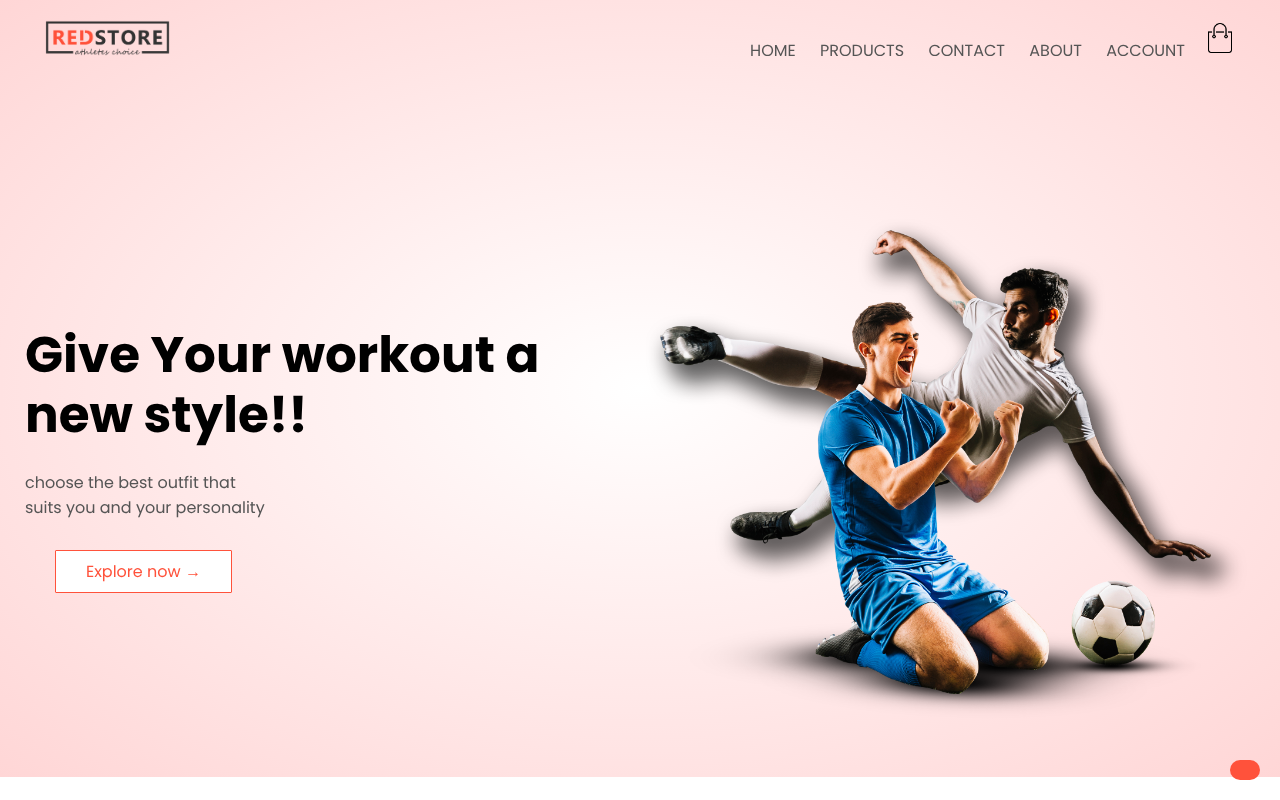 REDSTORE
athletes choice
HOME PRODUCTS CONTACT ABOUT ACCOUNT
Give Your workout a
new style!!
choose the best outfit that
suits you and your personality
Explore now →